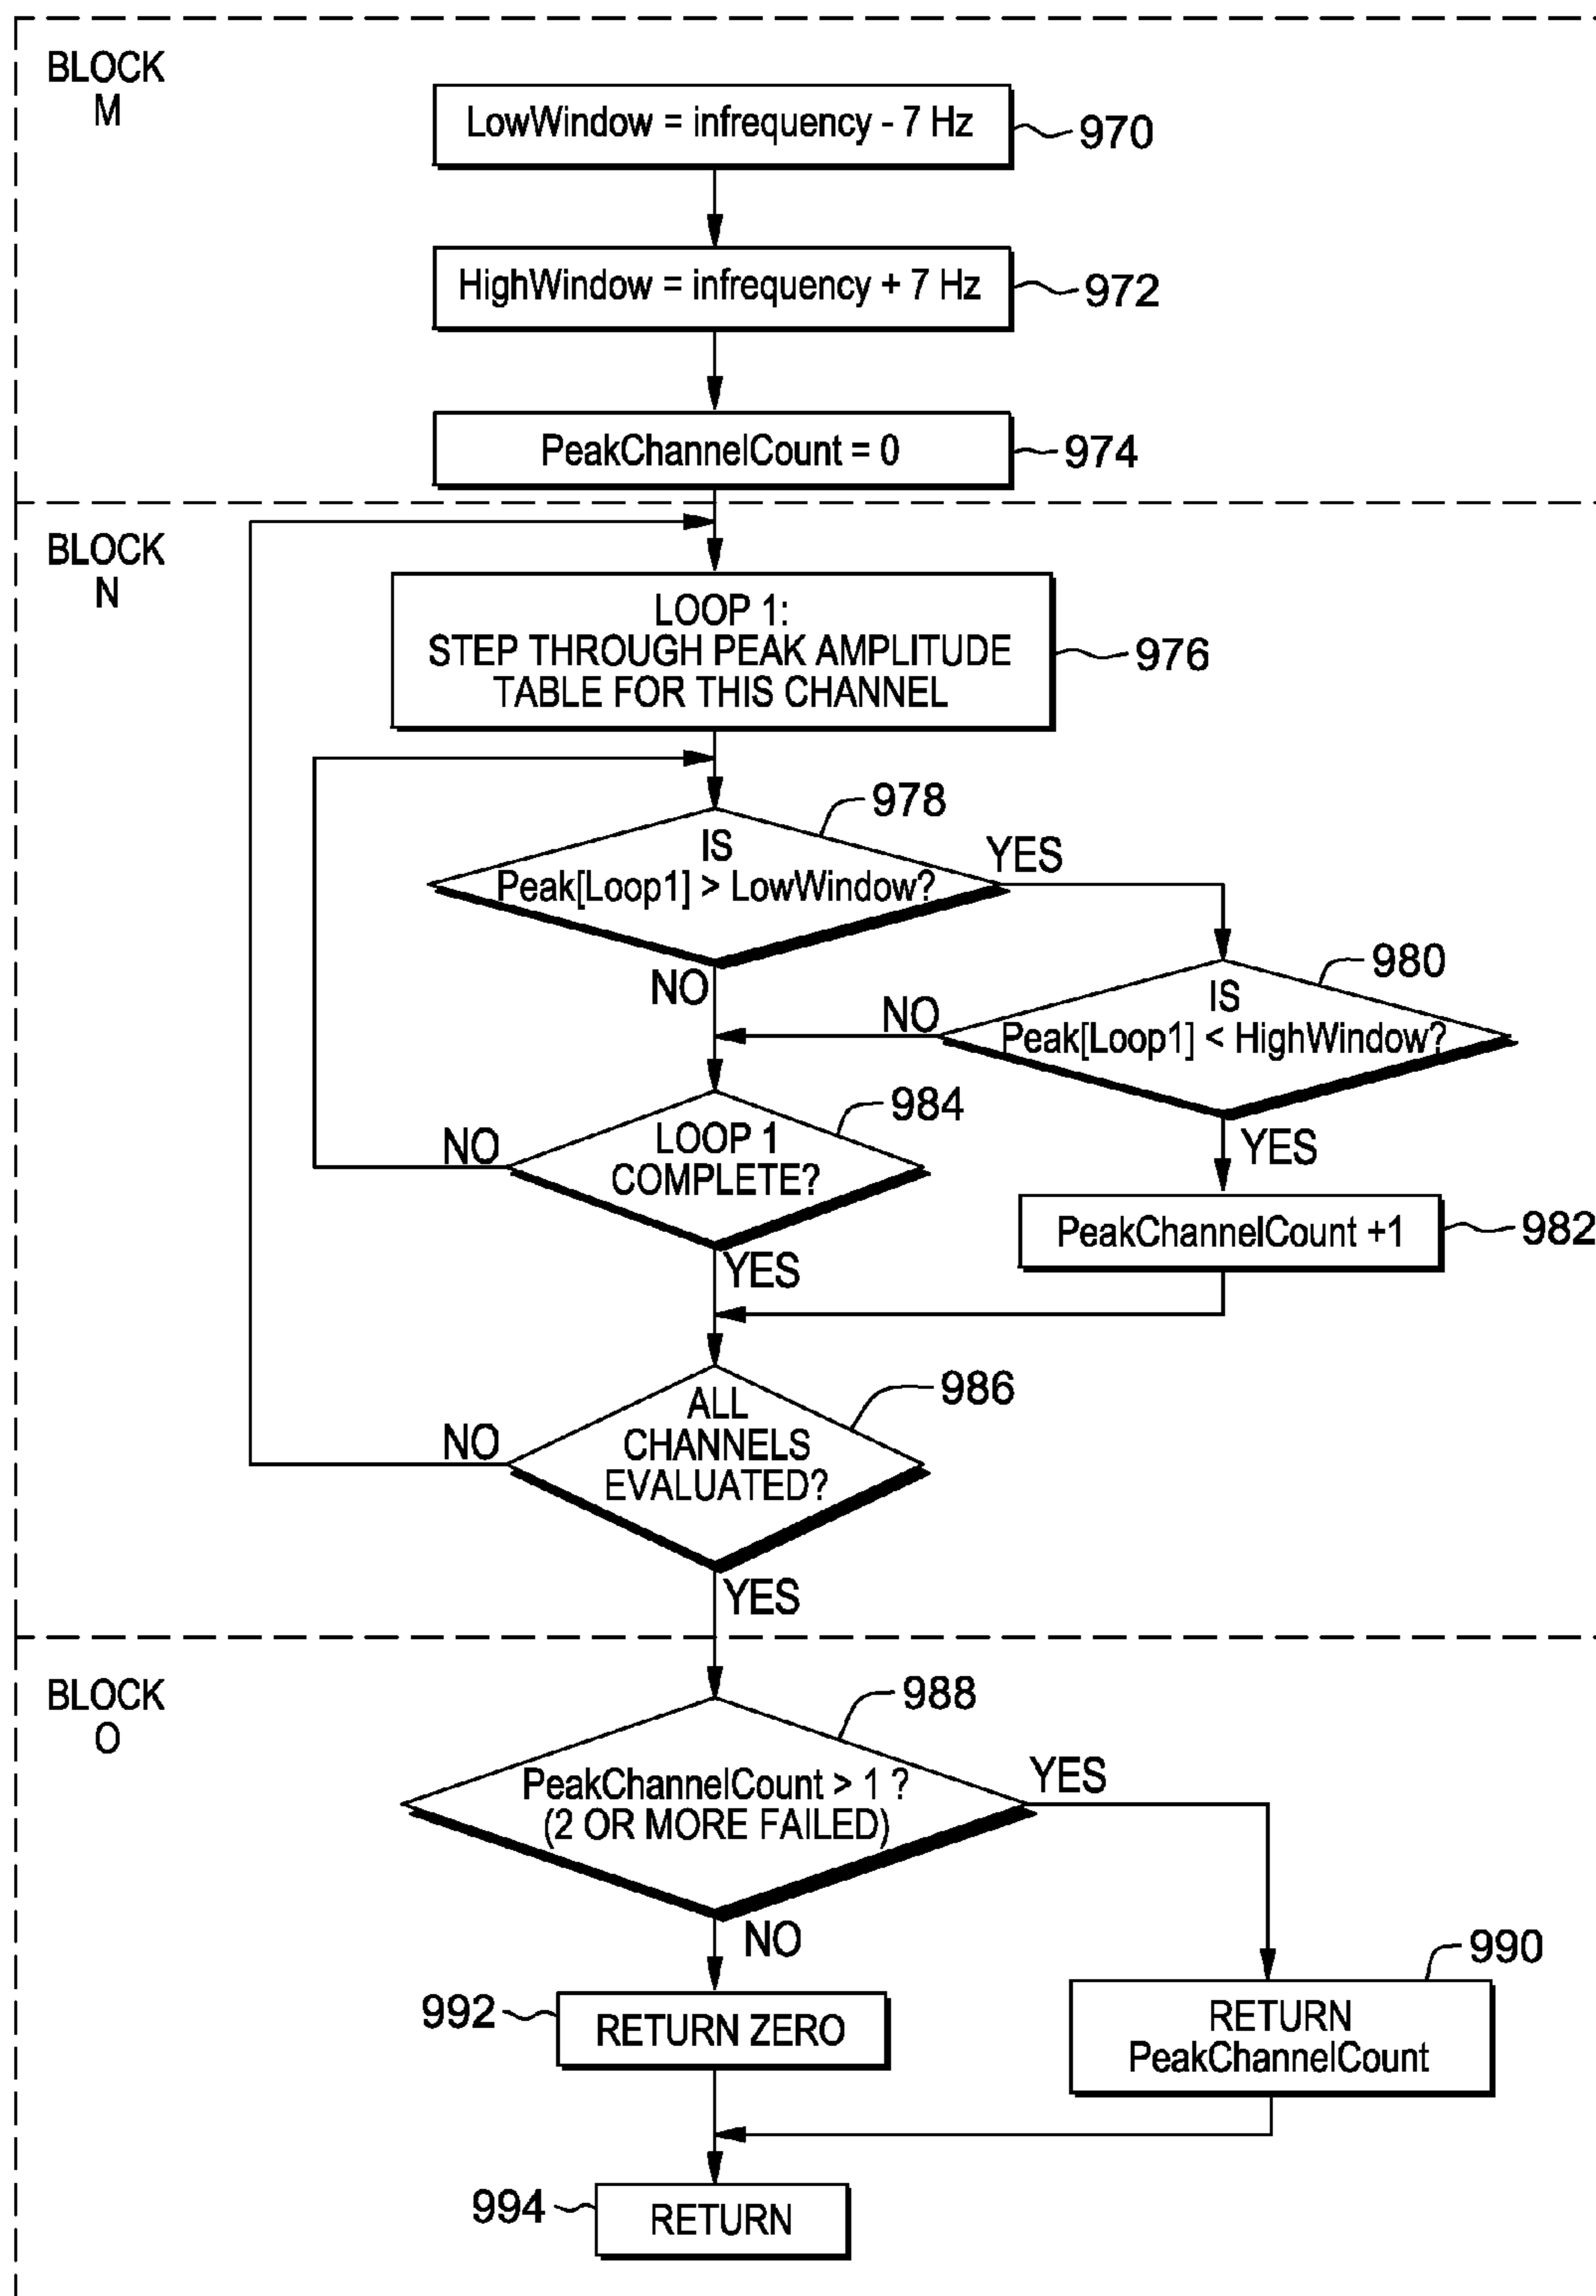 BLOCK
M
LowWindow = infrequency - 7 Hz
970
HighWindow = infrequency + 7 Hz
972
PeakChannelCount = 0
974
BLOCK
N
LOOP 1:
STEP THROUGH PEAK AMPLITUDE
TABLE FOR THIS CHANNEL
976
978
IS
Peak[Loop1] > LowWindow?
YES
NO
980
IS
Peak[Loop1] < HighWindow?
NO
YES
984
LOOP 1
COMPLETE?
NO
YES
PeakChannelCount +1
982
986
ALL
CHANNELS
EVALUATED?
NO
YES
BLOCK
O
988
PeakChannelCount > 1 ?
(2 OR MORE FAILED)
YES
NO
990
RETURN
PeakChannelCount
992
RETURN ZERO
994
RETURN